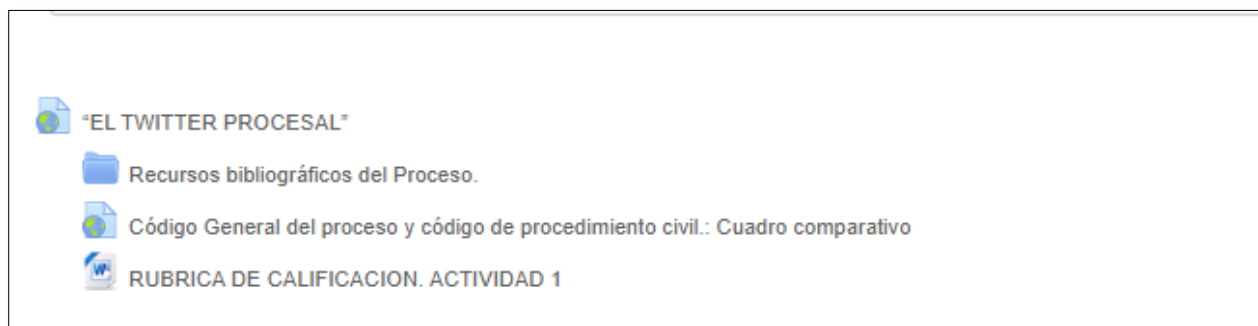 “EL TWITTER PROCESAL”
Recursos bibliográficos del Proceso.
Código General del proceso y código de procedimiento civil.: Cuadro comparativo
RUBRICA DE CALIFICACION. ACTIVIDAD 1